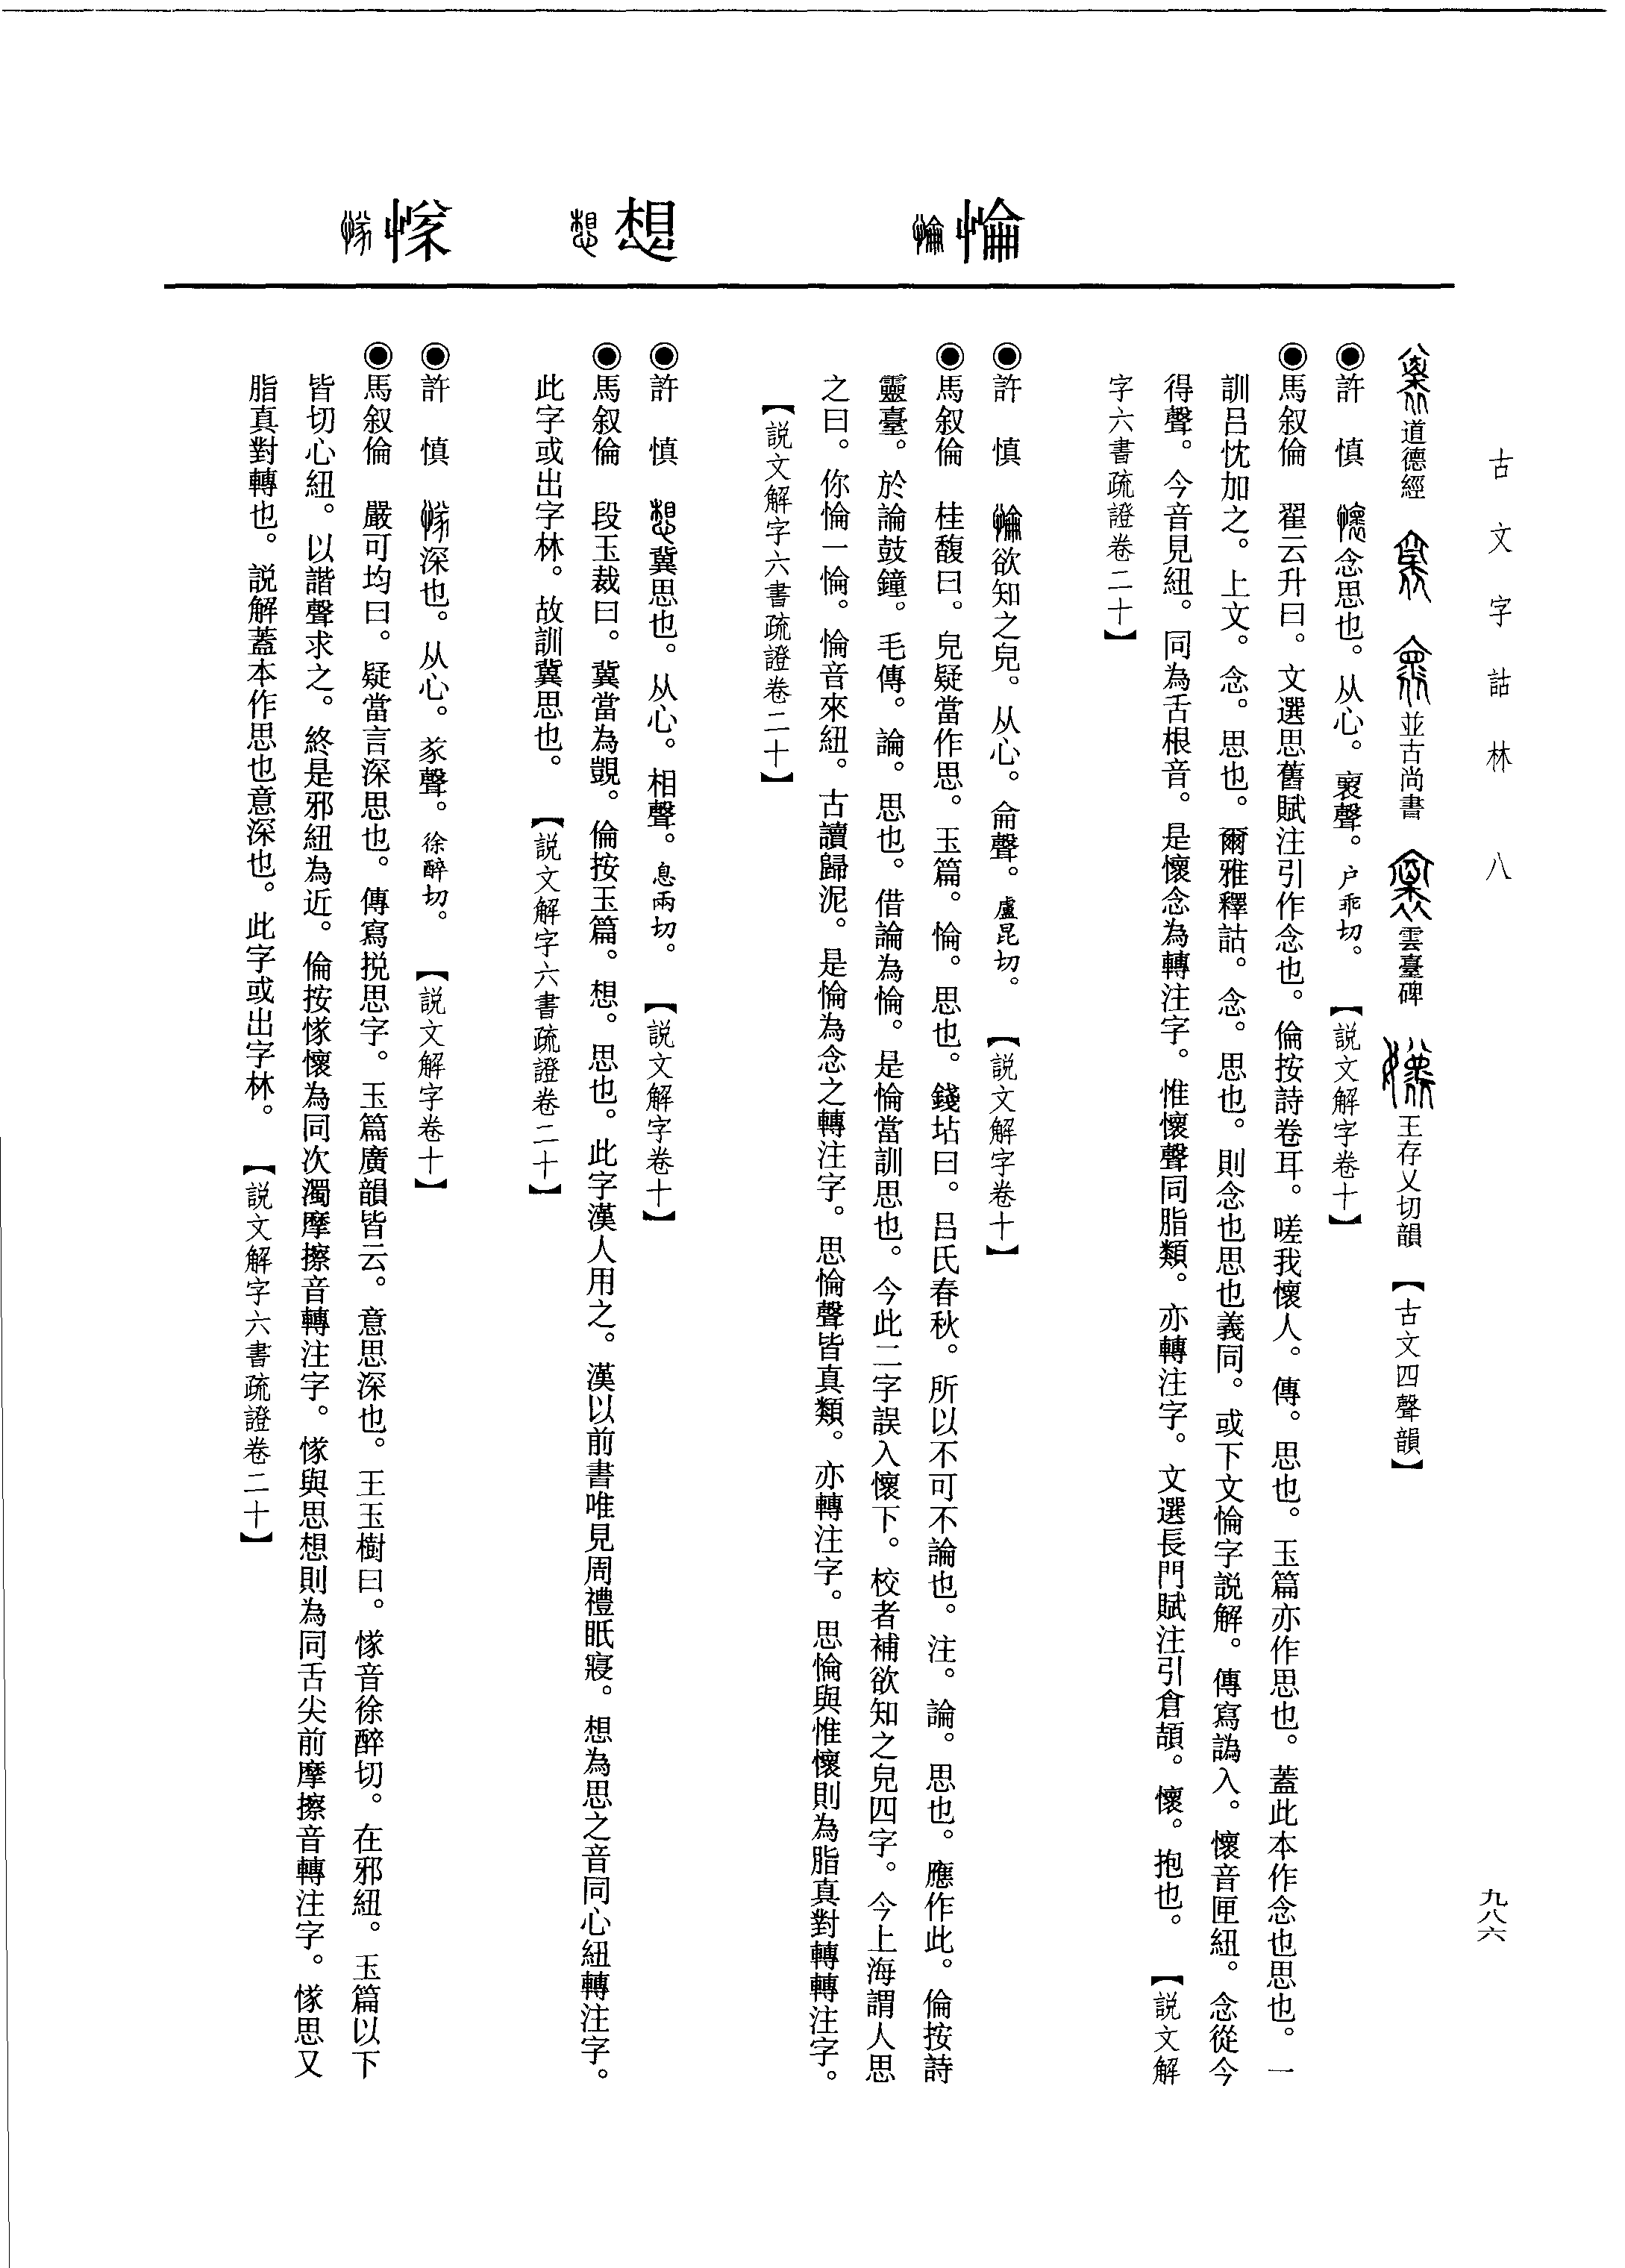 古文字詁林 八
九八六
道德經 並古尚書 雲臺碑 王存乂切韻 【古文四聲韻】
◉許 慎 念思也。从心。褱聲。户乖切。 【説文解字卷十】
◉馬叙倫 翟云升曰。文選思舊賦注引作念也。倫按詩卷耳。嗟我懷人。傳。思也。玉篇亦作思也。蓋此本作念也思也。一
訓呂忱加之。上文。念。思也。爾雅釋詁。念。思也。則念也思也義同。或下文惀字説解。傳寫譌入。懷音匣紐。念從今
得聲。今音見紐。同為舌根音。是懷念為轉注字。惟懷聲同脂類。亦轉注字。文選長門賦注引倉頡。懷。抱也。 【説文解
字六書疏證卷二十】
惀
◉許 慎 欲知之皃。从心。侖聲。盧昆切。 【説文解字卷十】
◉馬叙倫 桂馥曰。皃疑當作思。玉篇。惀。思也。錢坫曰。呂氏春秋。所以不可不論也。注。論。思也。應作此。倫按詩
靈臺。於論鼓鐘。毛傳。論。思也。借論為惀。是惀當訓思也。今此二字誤入懷下。校者補欲知之皃四字。今上海謂人思
之曰。你惀一惀。惀音來紐。古讀歸泥。是惀為念之轉注字。思惀聲皆真類。亦轉注字。思惀與惟懷則為脂真對轉轉注字。
【説文解字六書疏證卷二十】
想
◉許 慎 冀思也。从心。相聲。息兩切。 【説文解字卷十】
◉馬叙倫 段玉裁曰。冀當為覬。倫按玉篇。想。思也。此字漢人用之。漢以前書唯見周禮眡寢。想為思之音同心紐轉注字。
此字或出字林。故訓冀思也。 【説文解字六書疏證卷二十】
㥞
◉許 慎 深也。从心。㒸聲。徐醉切。 【説文解字卷十】
◉馬叙倫 嚴可均曰。疑當言深思也。傳寫挩思字。玉篇廣韻皆云。意思深也。王玉樹曰。㥞音徐醉切。在邪紐。玉篇以下
皆切心紐。以諧聲求之。終是邪紐為近。倫按㥞懷為同次濁摩擦音轉注字。㥞與思想則為同舌尖前摩擦音轉注字。㥞思又
脂真對轉也。説解蓋本作思也意深也。此字或出字林。 【説文解字六書疏證卷二十】